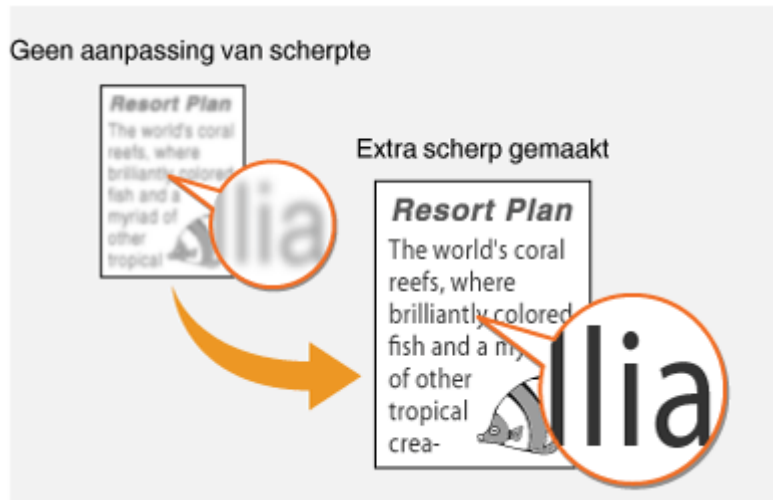 Geen aanpassing van scherpte
Resort Plan
The world's coral
reefs, where
brilliantly colored
fish and a
myriad of
other
tropical
lia
Extra scherp gemaakt
Resort Plan
The world's coral
reefs, where
brilliantly colored
fish and a my
of other
tropical
crea-
llia